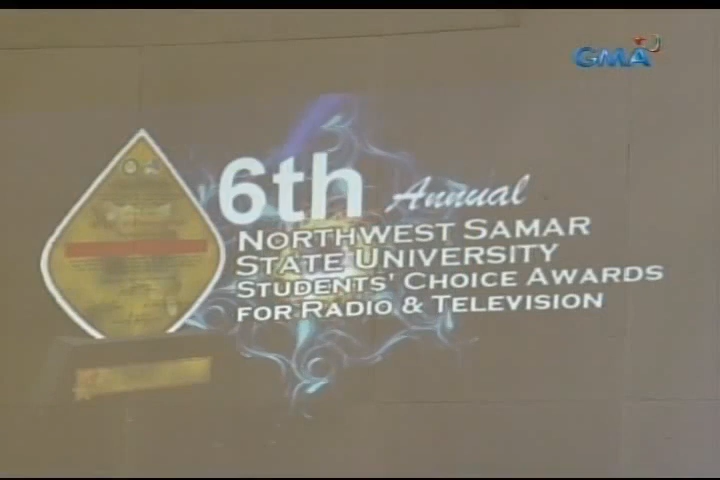 GMA
6th Annual
NORTHWEST SAMAR
STATE UNIVERSITY
STUDENTS' CHOICE AWARDS
FOR RADIO & TELEVISION